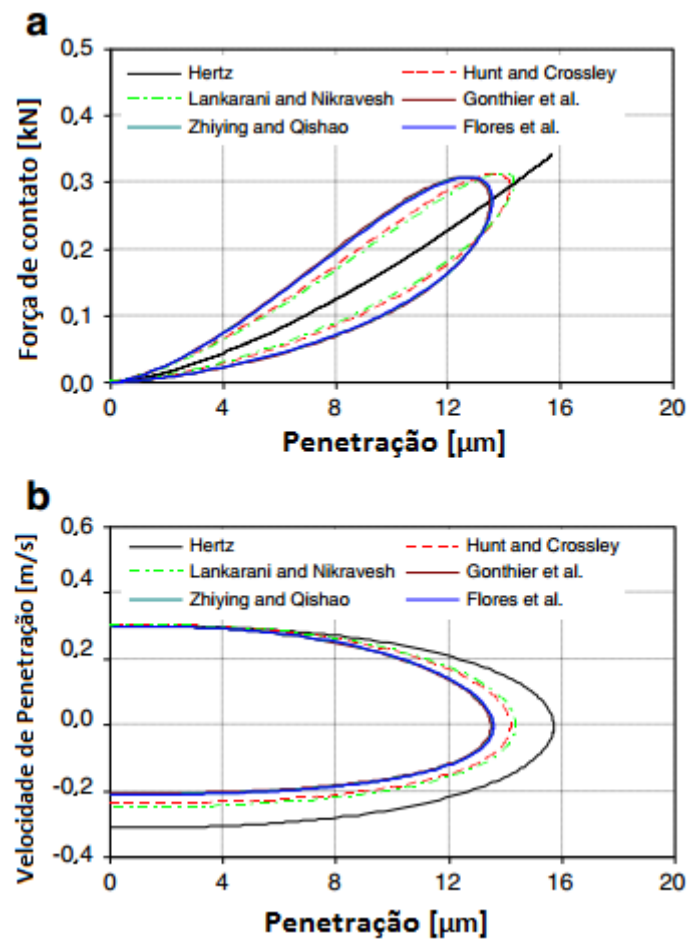 a
0,5
0,4
0,3
0,2
0,1
0,0
Força de contato [kN]
Hertz
Hunt and Crossley
Lankarani and Nikravesh
Gonthier et al.
Zhiying and Qishao
Flores et al.
0 4 8 12 16 20
Penetração [µm]
b
0,6
0,4
0,2
0,0
-0,2
-0,4
Velocidade de Penetração [m/s]
Hertz
Hunt and Crossley
Lankarani and Nikravesh
Gonthier et al.
Zhiying and Qishao
Flores et al.
0 4 8 12 16 20
Penetração [µm]